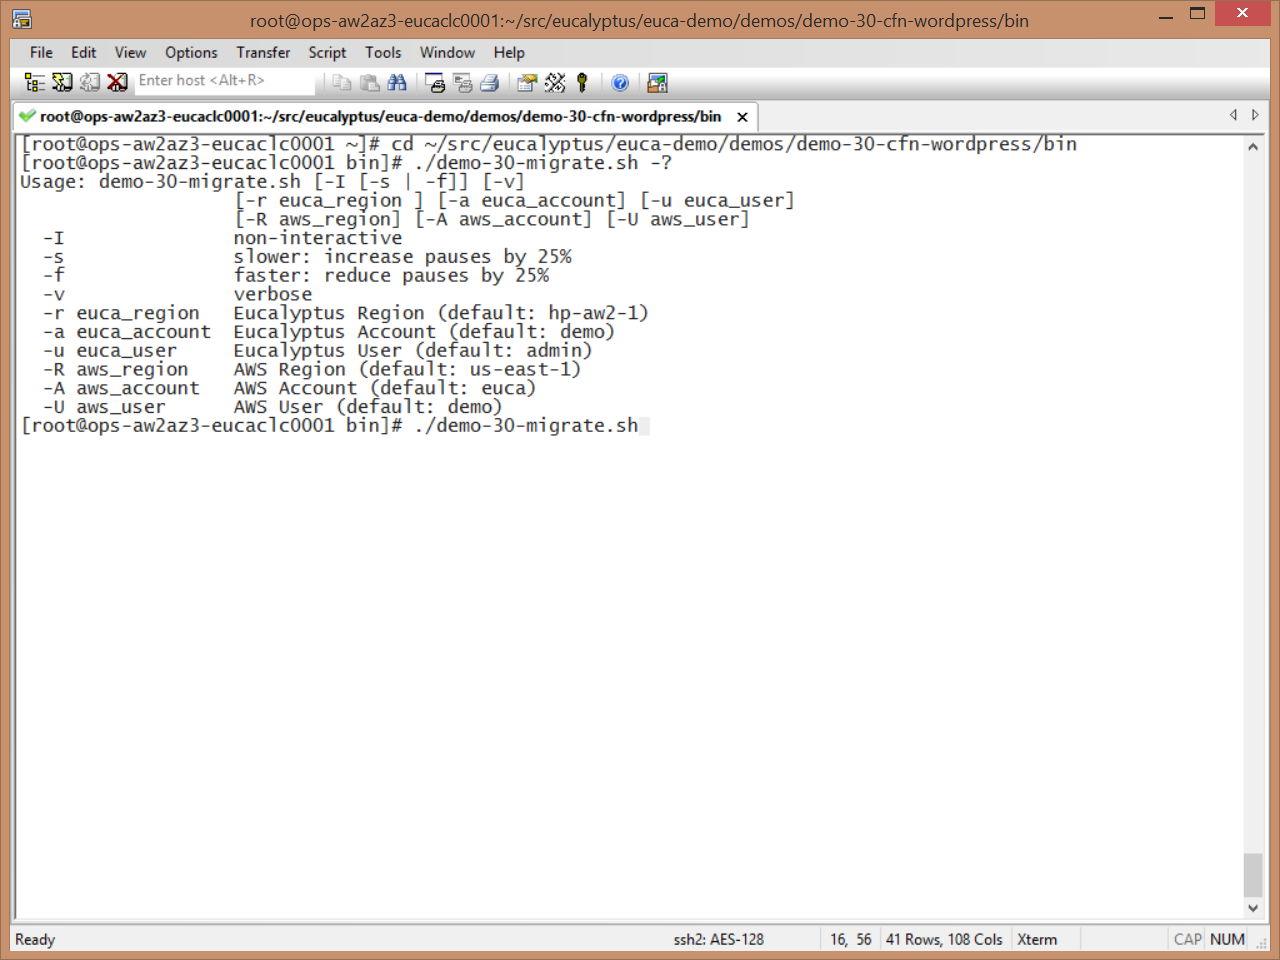 root@ops-aw2az3-eucaclc0001:~/src/eucalyptus/euca-demo/demos/demo-30-cfn-wordpress/bin
File Edit View Options Transfer Script Tools Window Help
Enter host <Alt+R>
root@ops-aw2az3-eucaclc0001:~/src/eucalyptus/euca-demo/demos/demo-30-cfn-wordpress/bin
[root@ops-aw2az3-eucaclc0001 ~]# cd ~/src/eucalyptus/euca-demo/demos/demo-30-cfn-wordpress/bin
[root@ops-aw2az3-eucaclc0001 bin]# ./demo-30-migrate.sh -?
Usage: demo-30-migrate.sh [-I [-s | -f]] [-v]
[-r euca_region ] [-a euca_account] [-u euca_user]
[-R aws_region] [-A aws_account] [-U aws_user]
-I non-interactive
-s slower: increase pauses by 25%
-f faster: reduce pauses by 25%
-v verbose
-r euca_region Eucalyptus Region (default: hp-aw2-1)
-a euca_account Eucalyptus Account (default: demo)
-u euca_user Eucalyptus User (default: admin)
-R aws_region AWS Region (default: us-east-1)
-A aws_account AWS Account (default: euca)
-U aws_user AWS User (default: demo)
[root@ops-aw2az3-eucaclc0001 bin]# ./demo-30-migrate.sh
Ready ssh2: AES-128 16, 56 41 Rows, 108 Cols Xterm CAP NUM